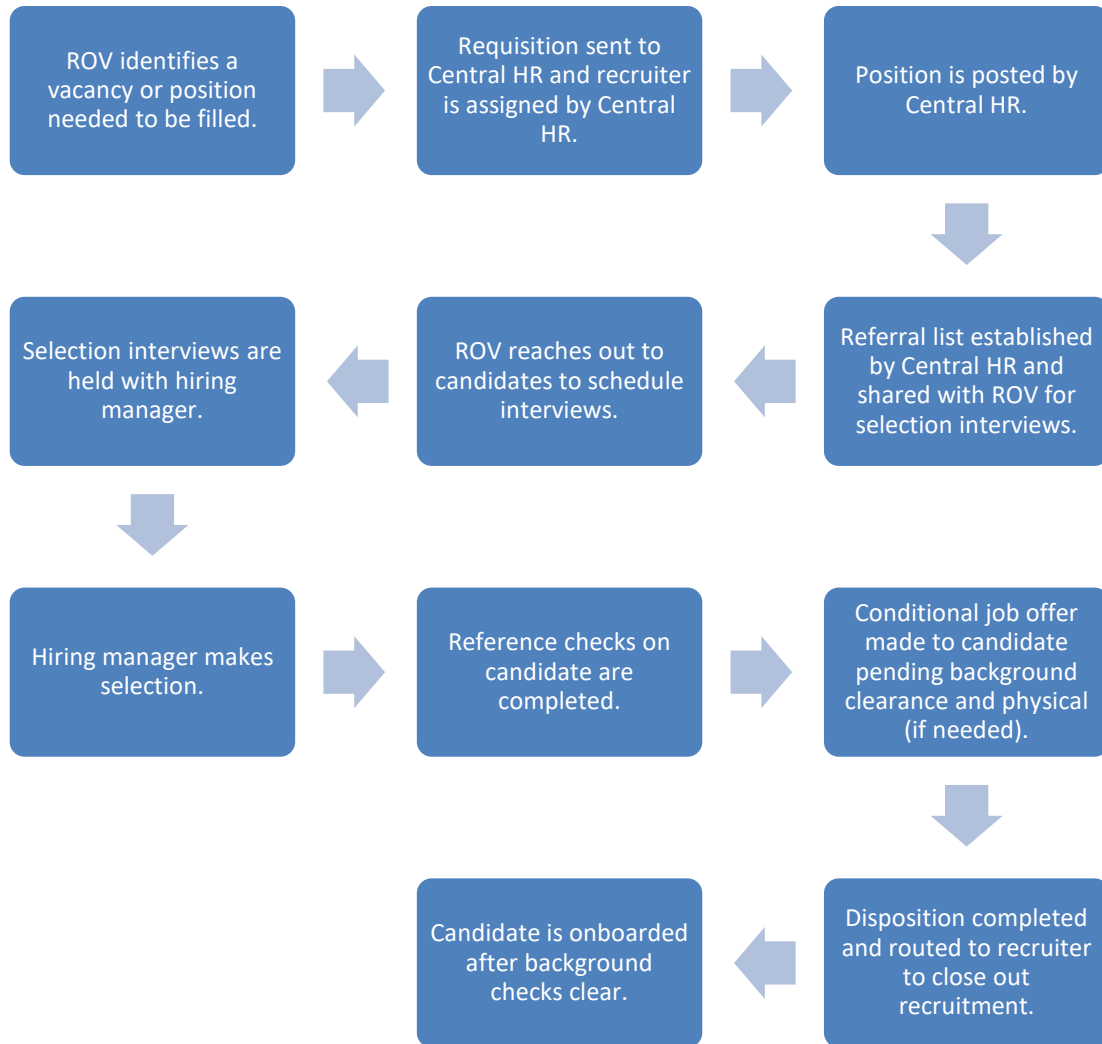 ROV identifies a
vacancy or position
needed to be filled.
Requisition sent to
Central HR and recruiter
is assigned by Central
HR.
Position is posted by
Central HR.
Referral list established
by Central HR and
shared with ROV for
selection interviews.
ROV reaches out to
candidates to schedule
interviews.
Selection interviews are
held with hiring
manager.
Hiring manager makes
selection.
Reference checks on
candidate are
completed.
Conditional job offer
made to candidate
pending background
clearance and physical
(if needed).
Disposition completed
and routed to recruiter
to close out
recruitment.
Candidate is onboarded
after background
checks clear.